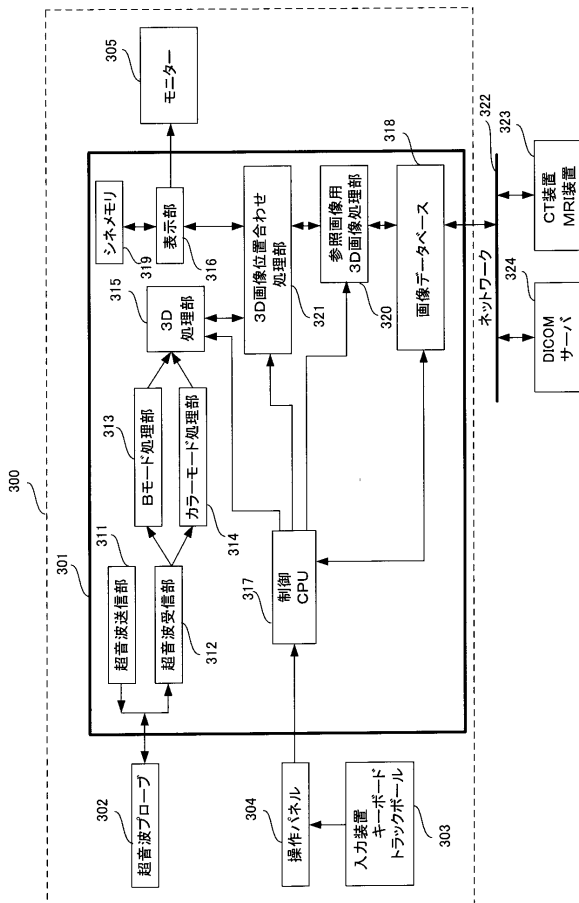 300
301
302
超音波プローブ
311
超音波送信部
超音波受信部
312
313
Bモード処理部
カラーモード処理部
314
315
3D
処理部
シネメモリ
319
表示部
316
305
モニター
3D画像位置合わせ
処理部
321
参照画像用
3D画像処理部
320
318
画像データベース
317
制御
CPU
304
操作パネル
入力装置
キーボード
トラックボール
303
ネットワーク
322
323
CT装置
MRI装置
324
DICOM
サーバ